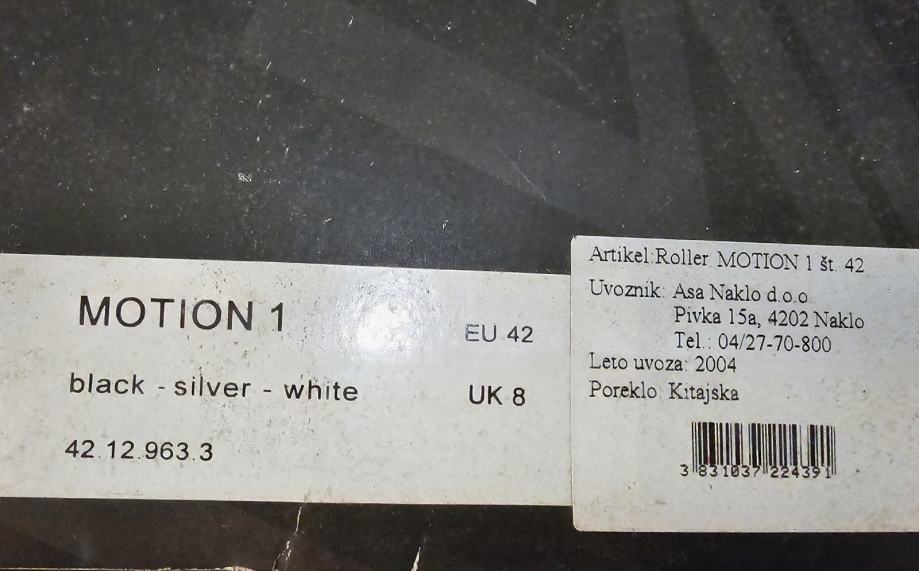 MOTION 1
EU 42
black - silver - white
UK 8
42.12.963.3
Artikel:Roller MOTION 1 št. 42
Uvoznik: Asa Naklo d.o.o.
Pivka 15a, 4202 Naklo
Tel.: 04/27-70-800
Leto uvoza: 2004
Poreklo: Kitajska
3 831037 224391